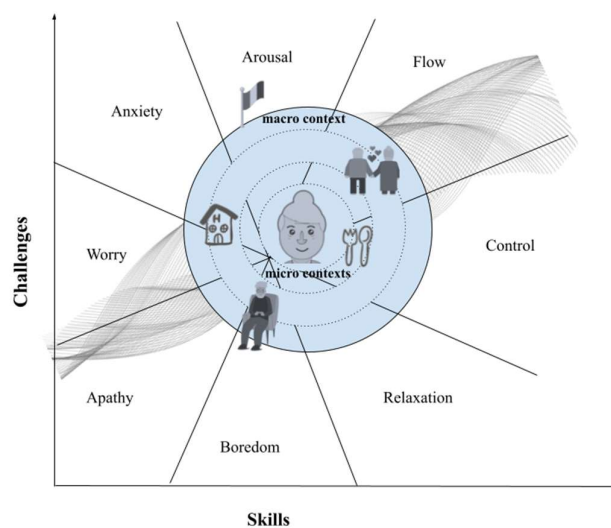 Arousal
Flow
Anxiety
macro context
H
Worry
Control
micro contexts
Challenges
Apathy
Relaxation
Boredom
Skills